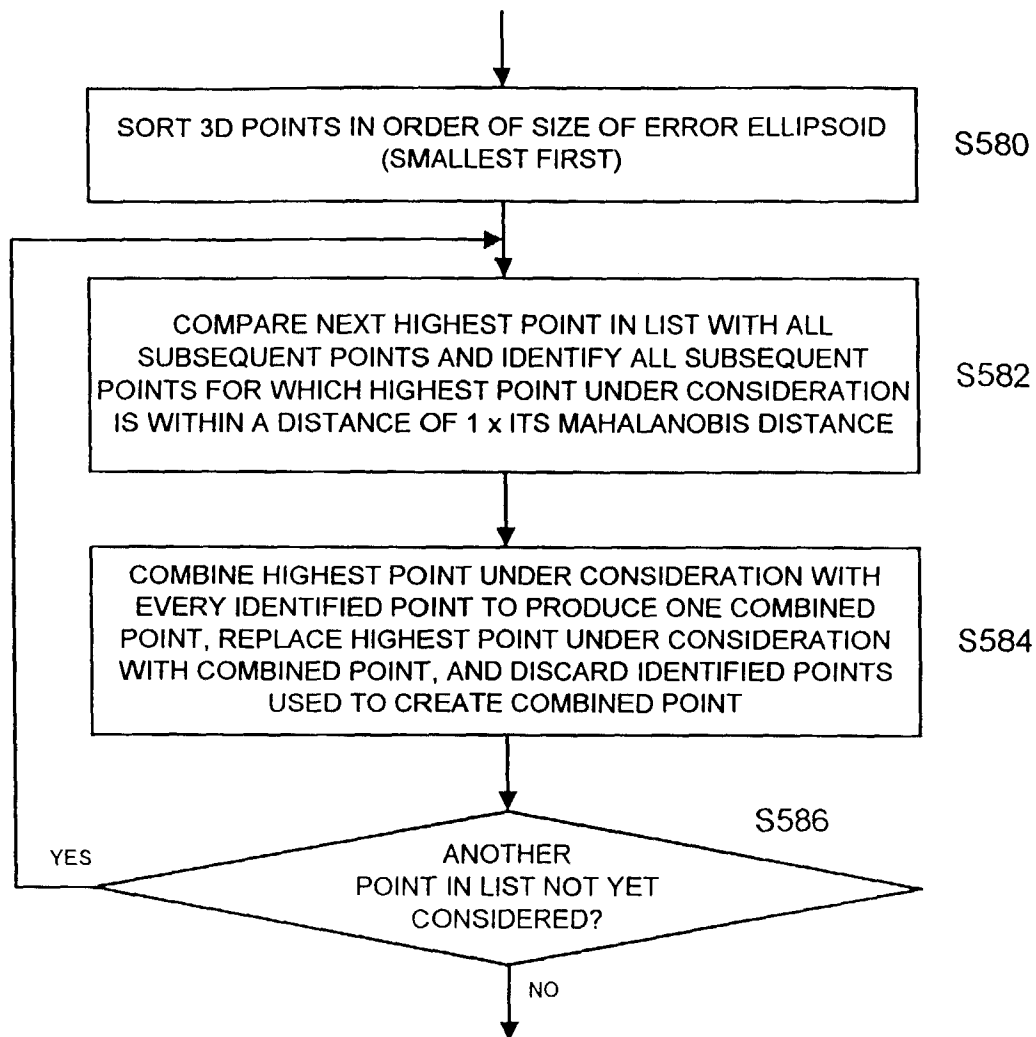 SORT 3D POINTS IN ORDER OF SIZE OF ERROR ELLIPSOID
(SMALLEST FIRST)
S580
COMPARE NEXT HIGHEST POINT IN LIST WITH ALL
SUBSEQUENT POINTS AND IDENTIFY ALL SUBSEQUENT
POINTS FOR WHICH HIGHEST POINT UNDER CONSIDERATION
IS WITHIN A DISTANCE OF 1 x ITS MAHALANOBIS DISTANCE
S582
COMBINE HIGHEST POINT UNDER CONSIDERATION WITH
EVERY IDENTIFIED POINT TO PRODUCE ONE COMBINED
POINT, REPLACE HIGHEST POINT UNDER CONSIDERATION
WITH COMBINED POINT, AND DISCARD IDENTIFIED POINTS
USED TO CREATE COMBINED POINT
S584
S586
YES
ANOTHER
POINT IN LIST NOT YET
CONSIDERED?
NO